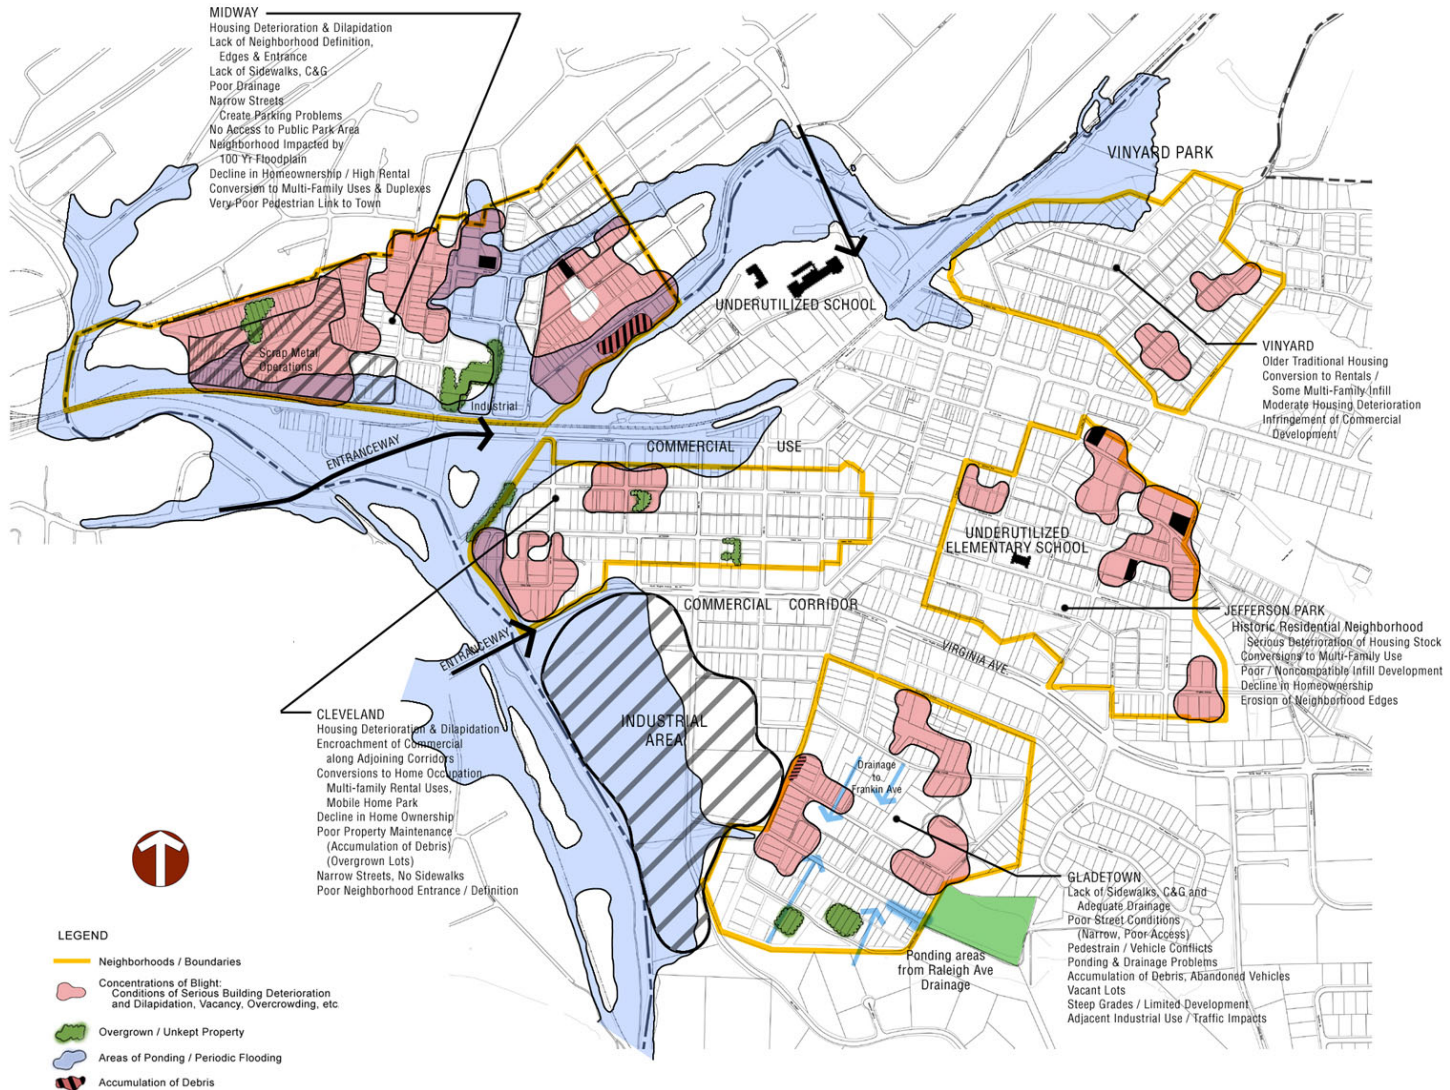 MIDWAY
Housing Deterioration & Dilapidation
Lack of Neighborhood Definition,
Edges & Entrance
Lack of Sidewalks, C&G
Poor Drainage
Narrow Streets
Create Parking Problems
No Access to Public Park Area
Neighborhood Impacted by
100 Yr Floodplain
Decline in Homeownership / High Rental
Conversion to Multi-Family Uses & Duplexes
Very Poor Pedestrian Link to Town
VINYARD PARK
UNDERUTILIZED SCHOOL
Scrap Metal
Operations
Industrial
ENTRANCEWAY
COMMERCIAL USE
VINYARD
Older Traditional Housing
Conversion to Rentals /
Some Multi-Family Infill
Moderate Housing Deterioration
Infringement of Commercial
Development
UNDERUTILIZED
ELEMENTARY SCHOOL
COMMERCIAL CORRIDOR
ENTRANCEWAY
VIRGINIA AVE.
JEFFERSON PARK
Historic Residential Neighborhood
Serious Deterioration of Housing Stock
Conversions to Multi-Family Use
Poor / Noncompatible Infill Development
Decline in Homeownership
Erosion of Neighborhood Edges
INDUSTRIAL
AREA
CLEVELAND
Housing Deterioration & Dilapidation
Encroachment of Commercial
along Adjoining Corridors
Conversions to Home Occupation
Multi-family Rental Uses,
Mobile Home Park
Decline in Home Ownership
Poor Property Maintenance
(Accumulation of Debris)
(Overgrown Lots)
Narrow Streets, No Sidewalks
Poor Neighborhood Entrance / Definition
Drainage
to
Frankin Ave
GLADETOWN
Lack of Sidewalks, C&G and
Adequate Drainage
Poor Street Conditions
(Narrow, Poor Access)
Pedestrain / Vehicle Conflicts
Ponding & Drainage Problems
Accumulation of Debris, Abandoned Vehicles
Vacant Lots
Steep Grades / Limited Development
Adjacent Industrial Use / Traffic Impacts
Ponding areas
from Raleigh Ave
Drainage
LEGEND
Neighborhoods / Boundaries
Concentrations of Blight:
Conditions of Serious Building Deterioration
and Dilapidation, Vacancy, Overcrowding, etc
Overgrown / Unkept Property
Areas of Ponding / Periodic Flooding
Accumulation of Debris